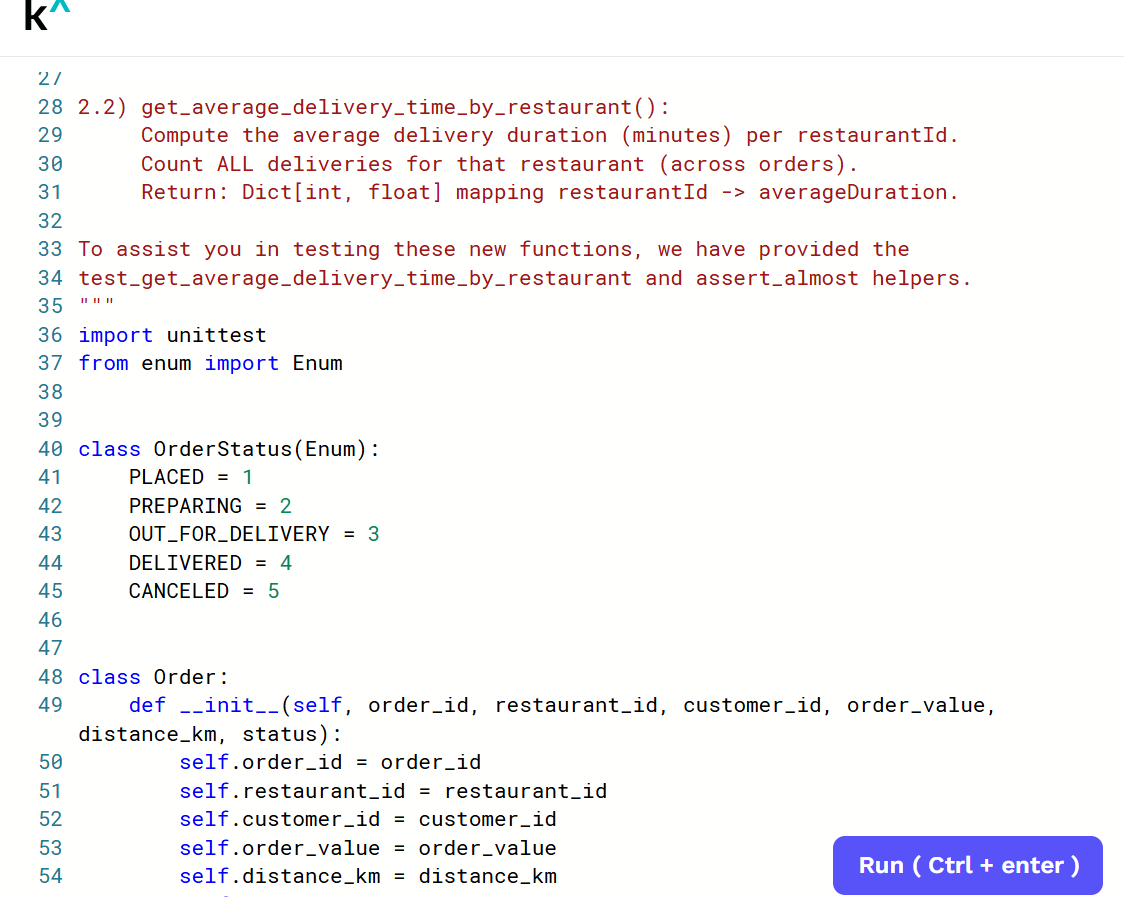 k^
27
28 2.2) get_average_delivery_time_by_restaurant():
29 Compute the average delivery duration (minutes) per restaurantId.
30 Count ALL deliveries for that restaurant (across orders).
31 Return: Dict[int, float] mapping restaurantId -> averageDuration.
32
33 To assist you in testing these new functions, we have provided the
34 test_get_average_delivery_time_by_restaurant and assert_almost helpers.
35 """
36 import unittest
37 from enum import Enum
38
39
40 class OrderStatus(Enum):
41 PLACED = 1
42 PREPARING = 2
43 OUT_FOR_DELIVERY = 3
44 DELIVERED = 4
45 CANCELED = 5
46
47
48 class Order:
49 def __init__(self, order_id, restaurant_id, customer_id, order_value,
distance_km, status):
50 self.order_id = order_id
51 self.restaurant_id = restaurant_id
52 self.customer_id = customer_id
53 self.order_value = order_value
54 self.distance_km = distance_km
Run ( Ctrl + enter )